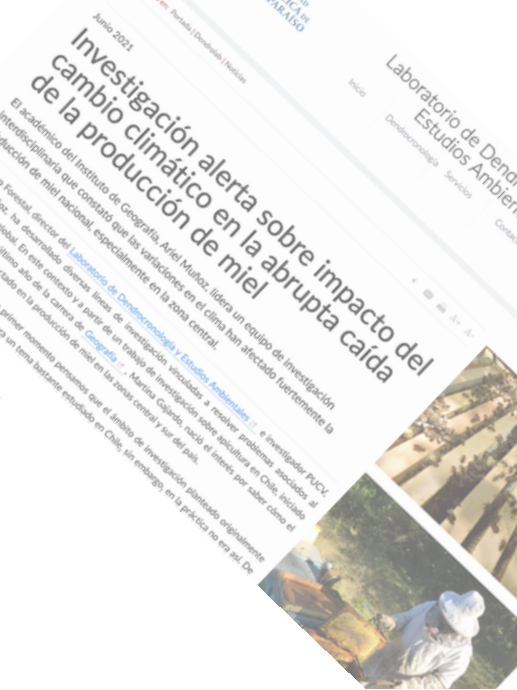 Laboratorio de
Estudios
Inicio
Dendrocronología
Servicios
Portada | Dendrolab | Noticias
Junio 2021
Investigación alerta sobre impacto del
cambio climático en la abrupta caída
de la producción de miel
El académico del Instituto de Geografía, Ariel Muñoz, lidera un equipo de investigación
interdisciplinaria que constató que las variaciones en el clima han afectado fuertemente la
de miel nacional, especialmente en la zona central.
Forestal, director del Laboratorio de Dendrocronología y Estudios Ambientales, e investigador PUCV,
ha desarrollado diversas líneas de investigación vinculadas a resolver problemas asociados al
En este contexto y a partir de un trabajo de investigación sobre apicultura en Chile, iniciado
último año de la carrera de Geografía, Martina Gajardo, nació el interés por saber cómo el
en la producción de miel en las zonas central y sur del país.
primer momento pensamos que el ámbito de investigación planteado originalmente
un tema bastante estudiado en Chile, sin embargo, en la práctica no era así. De